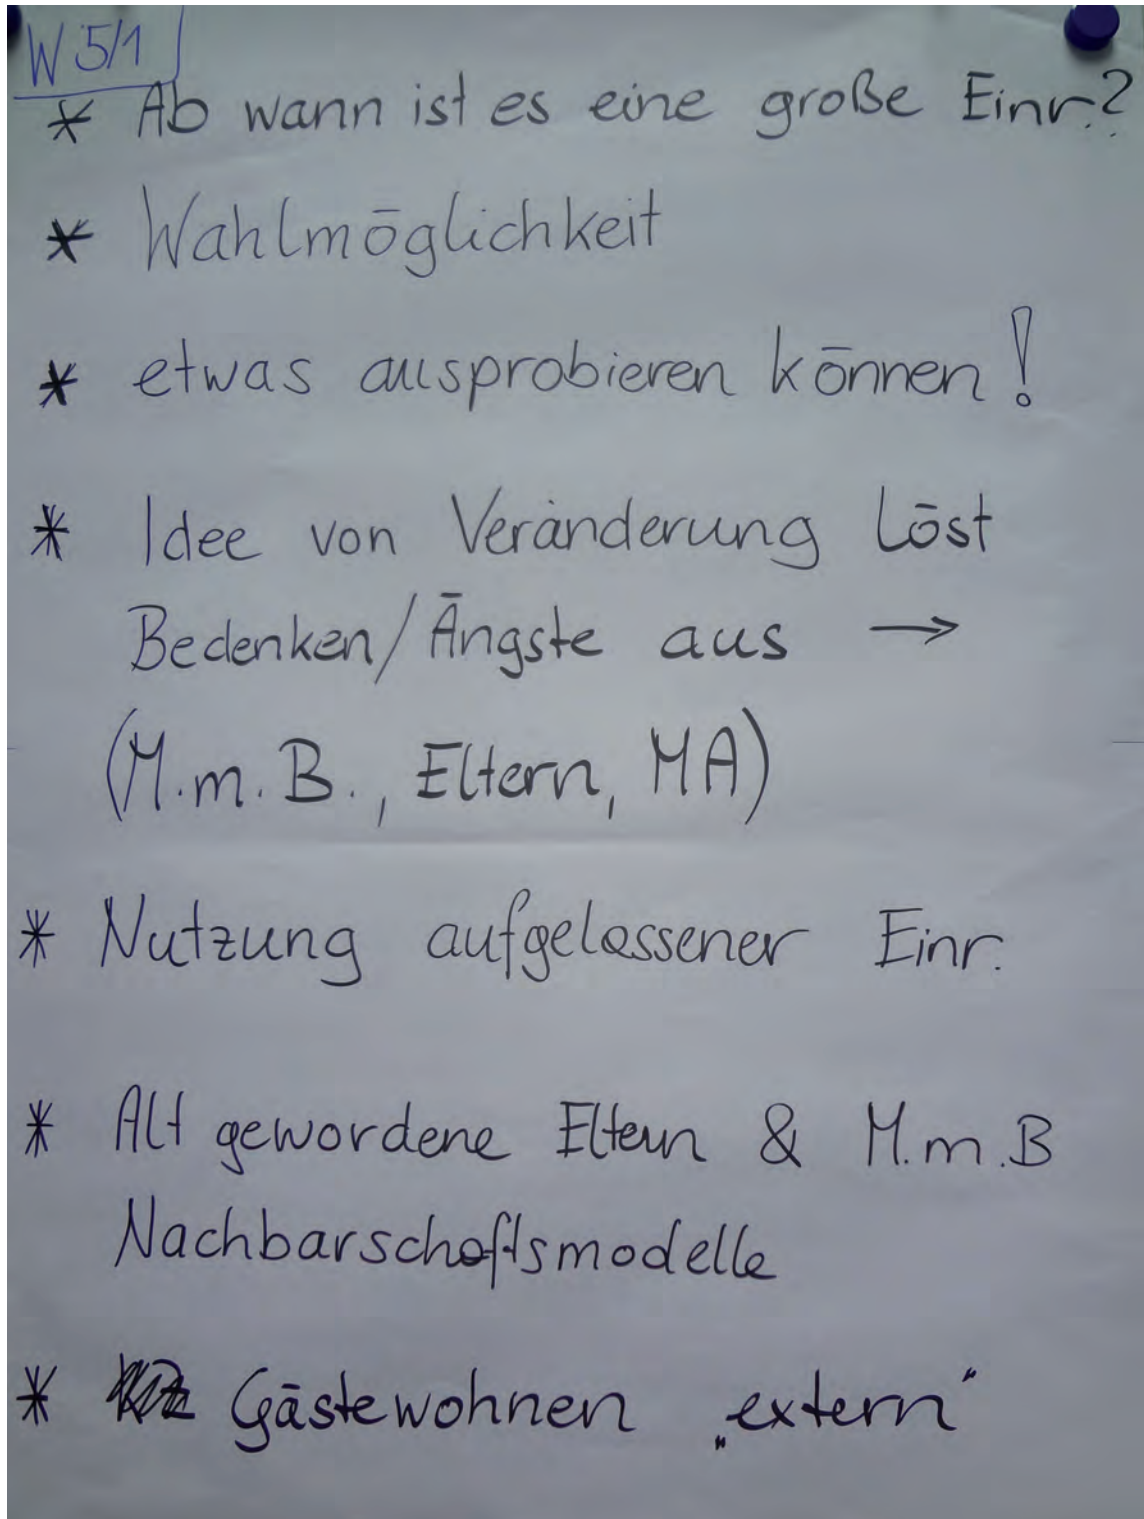 W 5/1
* Ab wann ist es eine große Einr.?
* Wahlmöglichkeit
* etwas ausprobieren können!
* Idee von Veränderung löst
Bedenken/Ängste aus →
(M.m.B., Eltern, MA)
* Nutzung aufgelassener Einr.
* Alt gewordene Eltern & M.m.B
Nachbarschaftsmodelle
* Gästewohnen „extern“